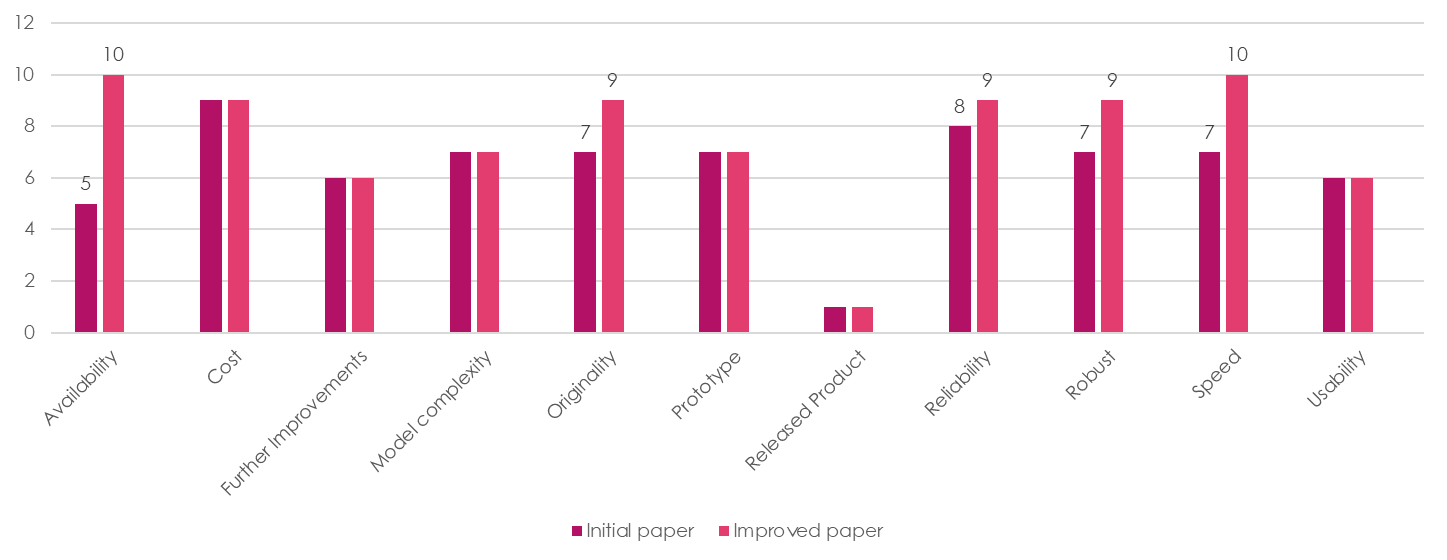 12
10
8
6
4
2
0
5
10
7
9
8
9
7
9
7
10
Availability
Cost
Further Improvements
Model complexity
Originality
Prototype
Released Product
Reliability
Robust
Speed
Usability
Initial paper
Improved paper